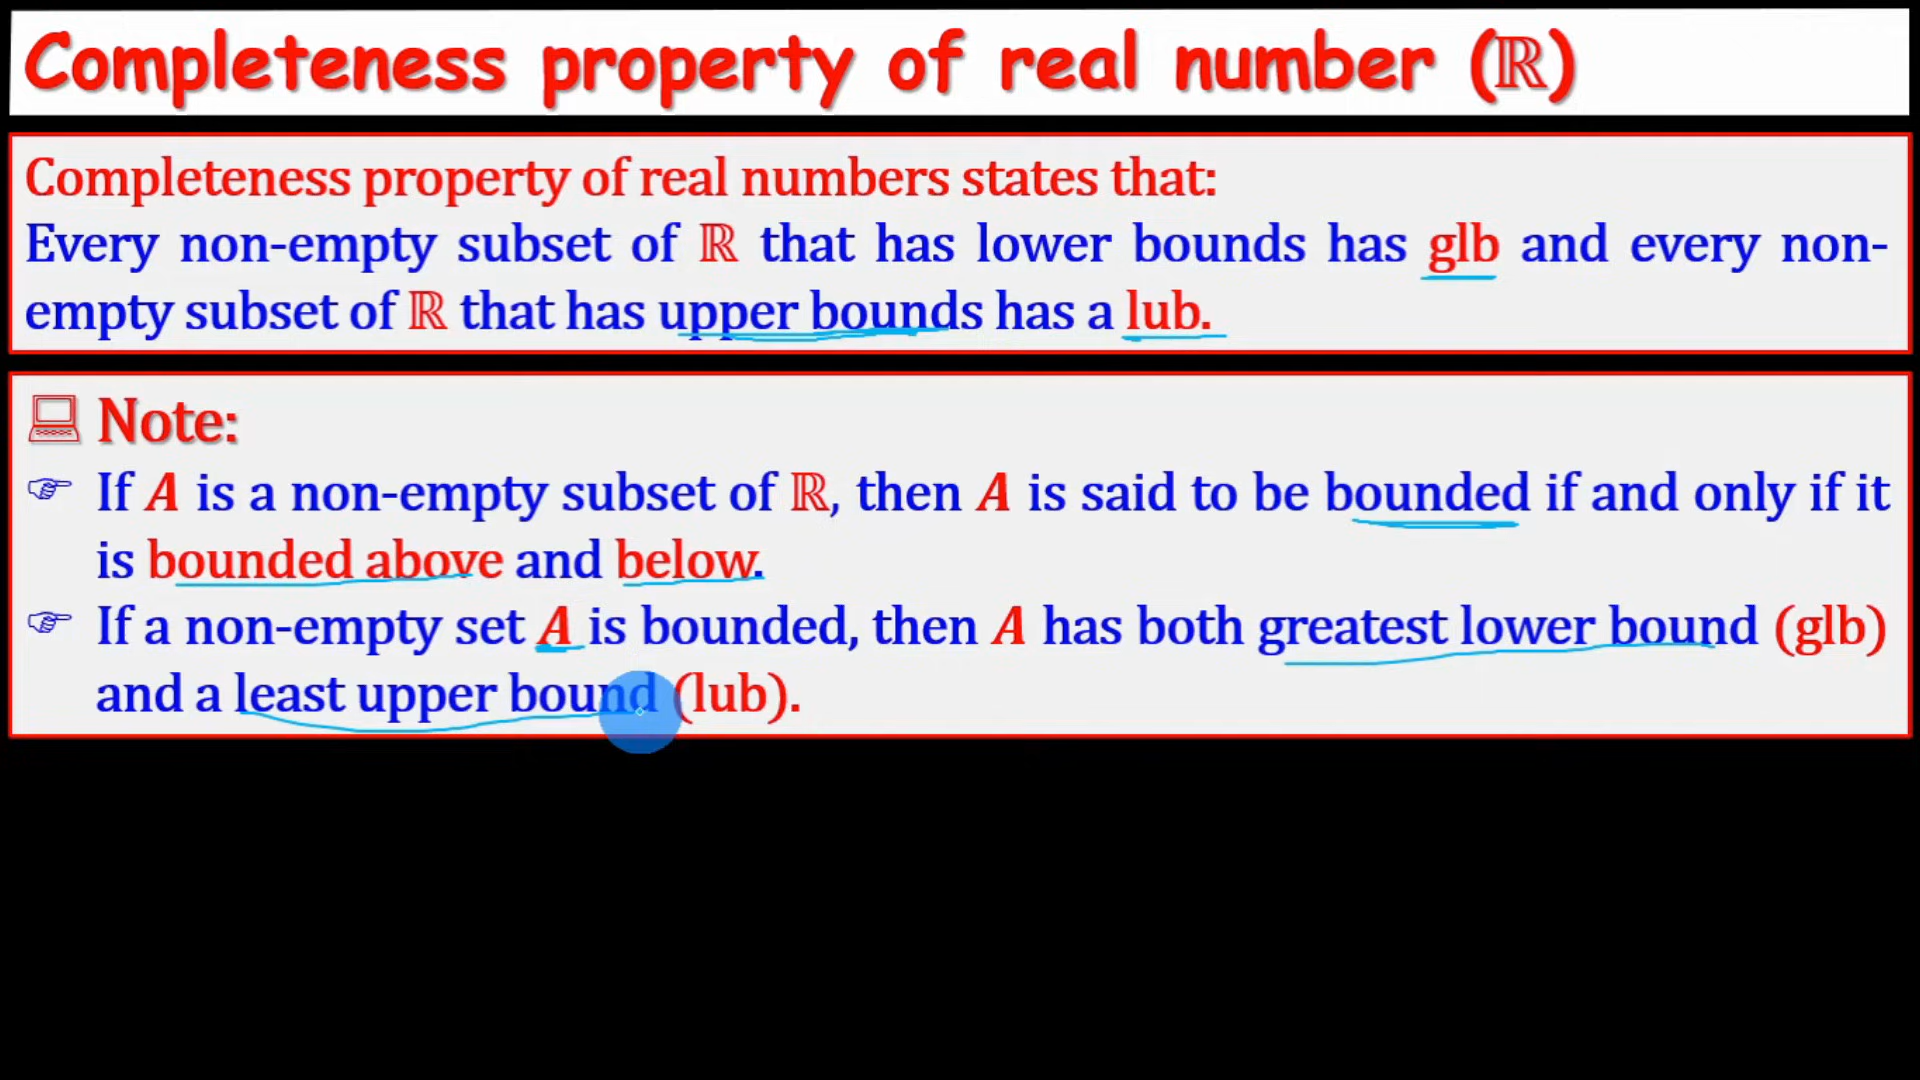 Completeness property of real number (ℝ)
Completeness property of real numbers states that:
Every non-empty subset of ℝ that has lower bounds has glb and every non-
empty subset of ℝ that has upper bounds has a lub.
Note:
If A is a non-empty subset of ℝ, then A is said to be bounded if and only if it
is bounded above and below.
If a non-empty set A is bounded, then A has both greatest lower bound (glb)
and a least upper bound (lub).